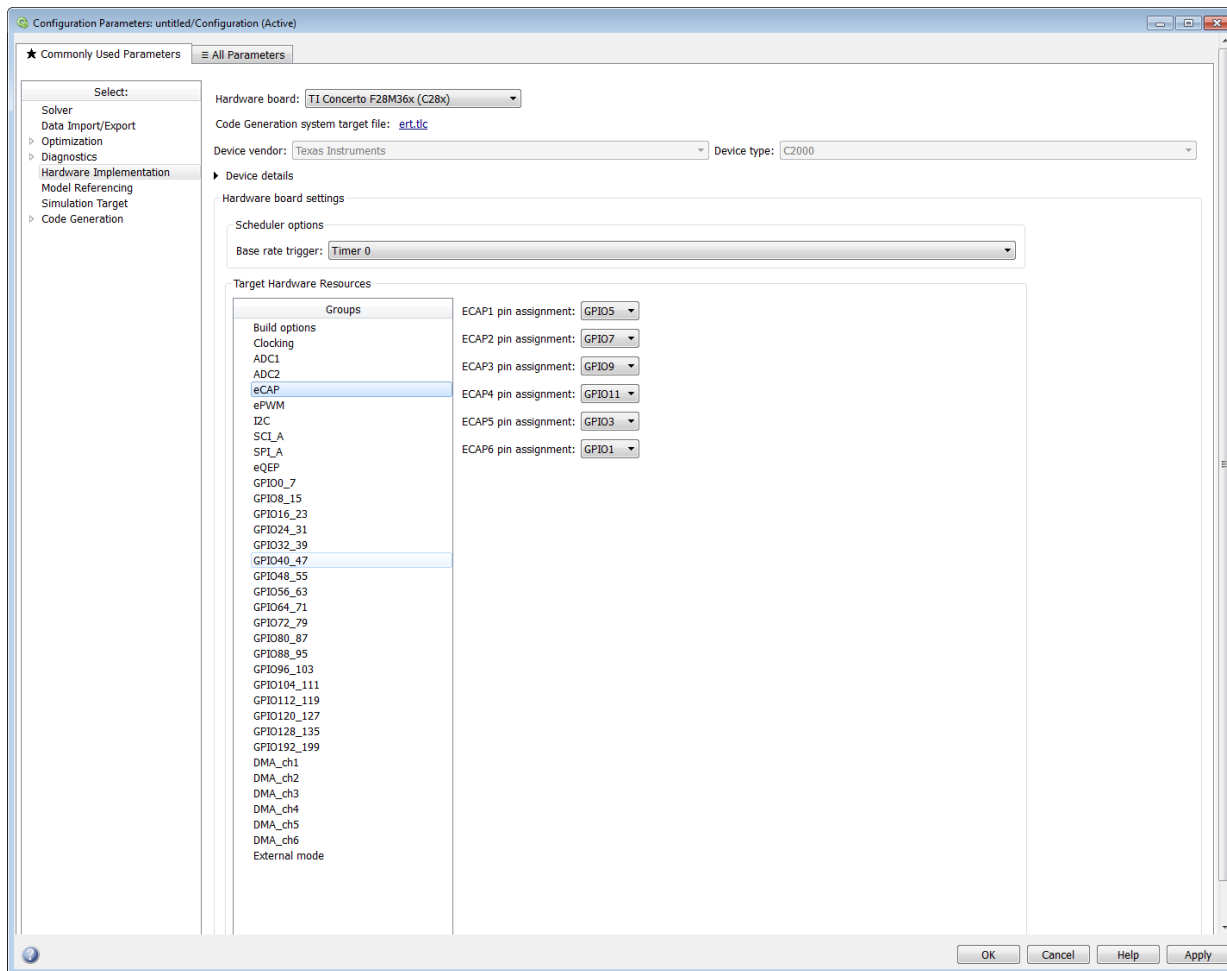 Configuration Parameters: untitled/Configuration (Active)
★ Commonly Used Parameters
≡ All Parameters
Select:
Solver
Data Import/Export
Optimization
Diagnostics
Hardware Implementation
Model Referencing
Simulation Target
Code Generation
Hardware board: TI Concerto F28M36x (C28x)
Code Generation system target file: ert.tlc
Device vendor: Texas Instruments Device type: C2000
Device details
Hardware board settings
Scheduler options
Base rate trigger: Timer 0
Target Hardware Resources
Groups
Build options
Clocking
ADC1
ADC2
eCAP
ePWM
I2C
SCI_A
SPI_A
eQEP
GPIO0_7
GPIO8_15
GPIO16_23
GPIO24_31
GPIO32_39
GPIO40_47
GPIO48_55
GPIO56_63
GPIO64_71
GPIO72_79
GPIO80_87
GPIO88_95
GPIO96_103
GPIO104_111
GPIO112_119
GPIO120_127
GPIO128_135
GPIO192_199
DMA_ch1
DMA_ch2
DMA_ch3
DMA_ch4
DMA_ch5
DMA_ch6
External mode
ECAP1 pin assignment: GPIO5
ECAP2 pin assignment: GPIO7
ECAP3 pin assignment: GPIO9
ECAP4 pin assignment: GPIO11
ECAP5 pin assignment: GPIO3
ECAP6 pin assignment: GPIO1
OK Cancel Help Apply